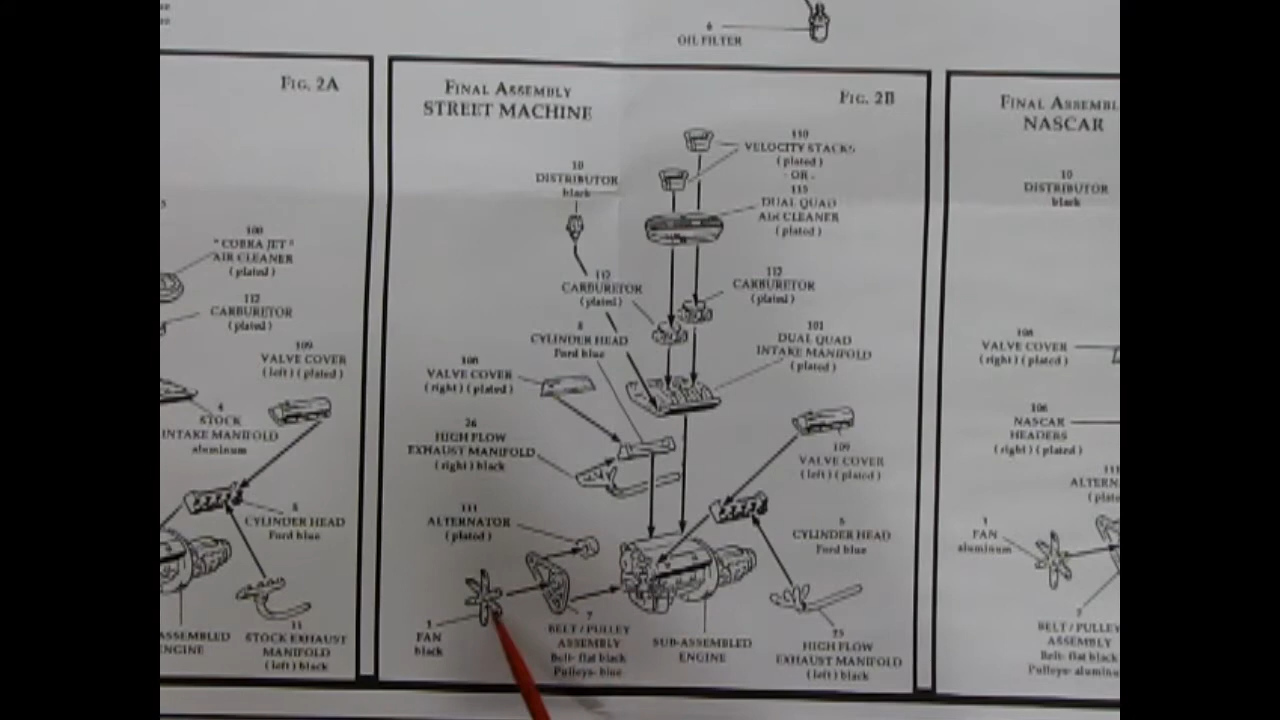 6
OIL FILTER
FIG. 2A
100
"COBRA JET"
AIR CLEANER
(plated)
112
CARBURETOR
(plated)
109
VALVE COVER
(left) (plated)
4
STOCK
INTAKE MANIFOLD
aluminum
CYLINDER HEAD
Ford blue
ASSEMBLED
ENGINE
11
STOCK EXHAUST
MANIFOLD
(left) black
FINAL ASSEMBLY
STREET MACHINE
FIG. 2B
110
VELOCITY STACKS
(plated)
- OR -
115
DUAL QUAD
AIR CLEANER
(plated)
10
DISTRIBUTOR
black
112
CARBURETOR
(plated)
112
CARBURETOR
(plated)
8
CYLINDER HEAD
Ford blue
101
DUAL QUAD
INTAKE MANIFOLD
(plated)
108
VALVE COVER
(right) (plated)
26
HIGH FLOW
EXHAUST MANIFOLD
(right) black
109
VALVE COVER
(left) (plated)
111
ALTERNATOR
(plated)
CYLINDER HEAD
Ford blue
FAN
black
7
BELT / PULLEY
ASSEMBLY
Belt- flat black
Pulleys- blue
SUB-ASSEMBLED
ENGINE
25
HIGH FLOW
EXHAUST MANIFOLD
(left) black
FINAL ASSEMBL
NASCAR
10
DISTRIBUTOR
black
108
VALVE COVER
(right) (plated)
106
NASCAR
HEADERS
(right) (plated)
111
ALTERN
(plate
FAN
aluminum
7
BELT / PULLEY
ASSEMBLY
Belt- flat black
Pulleys- aluminu